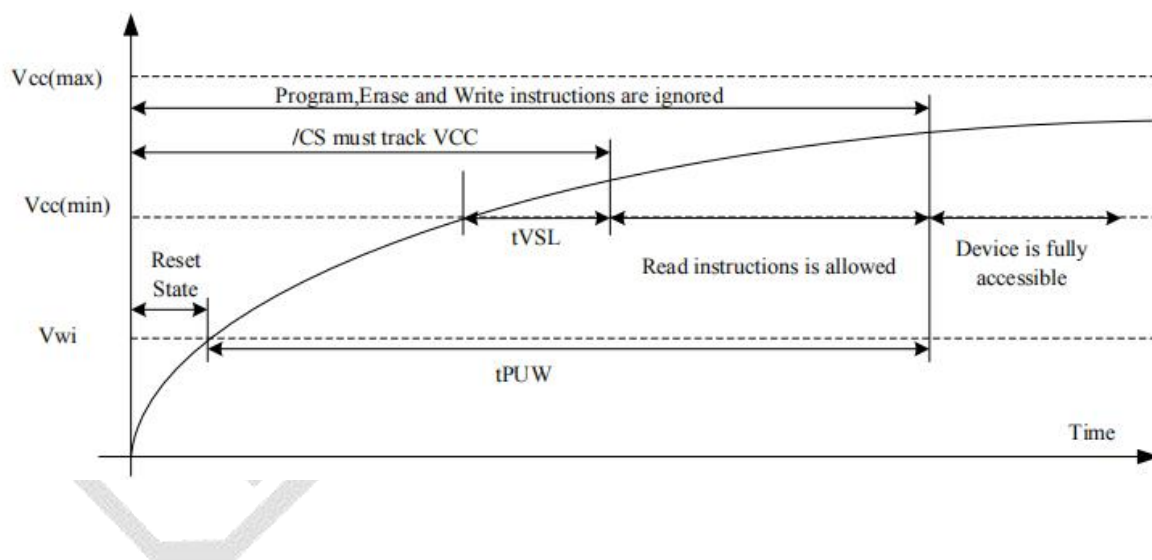 Vcc(max)
Program,Erase and Write instructions are ignored
/CS must track VCC
Vcc(min)
tVSL
Reset
State
Read instructions is allowed
Device is fully
accessible
Vwi
tPUW
Time